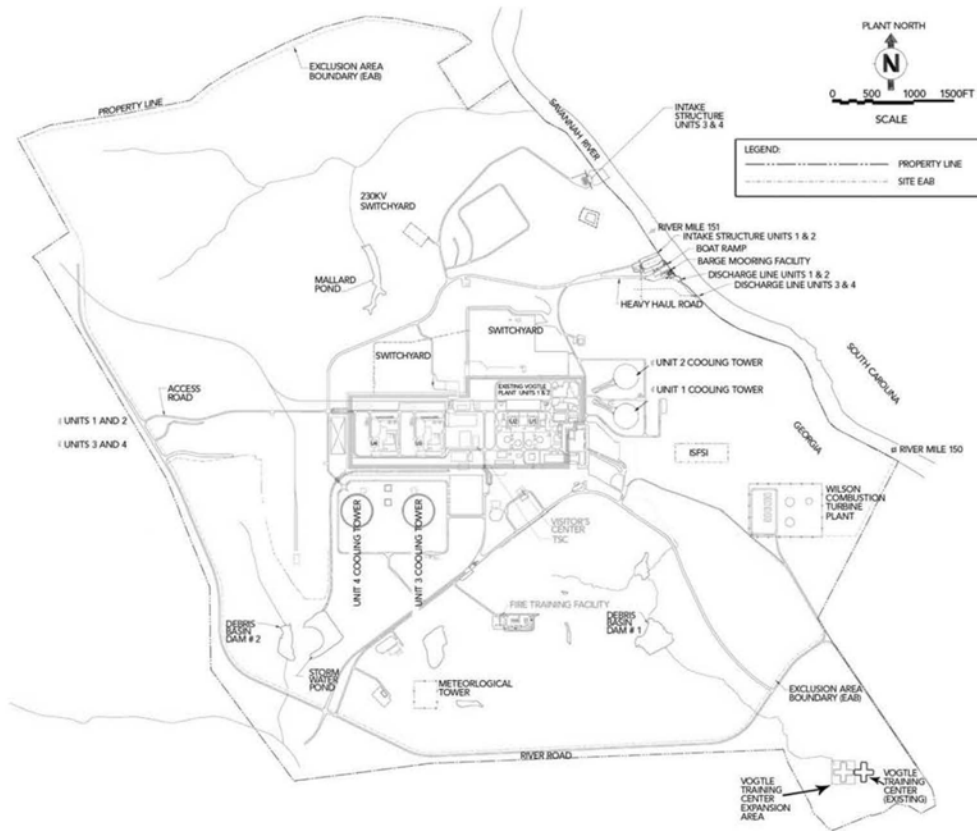 PLANT NORTH
N
0 500 1000 1500FT
SCALE
LEGEND:
PROPERTY LINE
SITE EAB
EXCLUSION AREA
BOUNDARY (EAB)
PROPERTY LINE
SAVANNAH RIVER
INTAKE
STRUCTURE
UNITS 3 & 4
230KV
SWITCHYARD
RIVER MILE 151
INTAKE STRUCTURE UNITS 1 & 2
BOAT RAMP
BARGE MOORING FACILITY
DISCHARGE LINE UNITS 1 & 2
DISCHARGE LINE UNITS 3 & 4
HEAVY HAUL ROAD
MALLARD
POND
SWITCHYARD
SWITCHYARD
SOUTH CAROLINA
GEORGIA
UNIT 2 COOLING TOWER
UNIT 1 COOLING TOWER
EXISTING VOGTLE
PLANT UNITS 1 & 2
U2 U1
U4 U3
ACCESS
ROAD
UNITS 1 AND 2
UNITS 3 AND 4
ISFSI
RIVER MILE 150
WILSON
COMBUSTION
TURBINE
PLANT
UNIT 4 COOLING TOWER
UNIT 3 COOLING TOWER
VISITOR'S
CENTER
TSC
FIRE TRAINING FACILITY
DEBRIS
BASIN
DAM # 2
DEBRIS
BASIN
DAM # 1
STORM
WATER
POND
METEORLOGICAL
TOWER
EXCLUSION AREA
BOUNDARY (EAB)
RIVER ROAD
VOGTLE
TRAINING
CENTER
EXPANSION
AREA
VOGTLE
TRAINING
CENTER
(EXISTING)